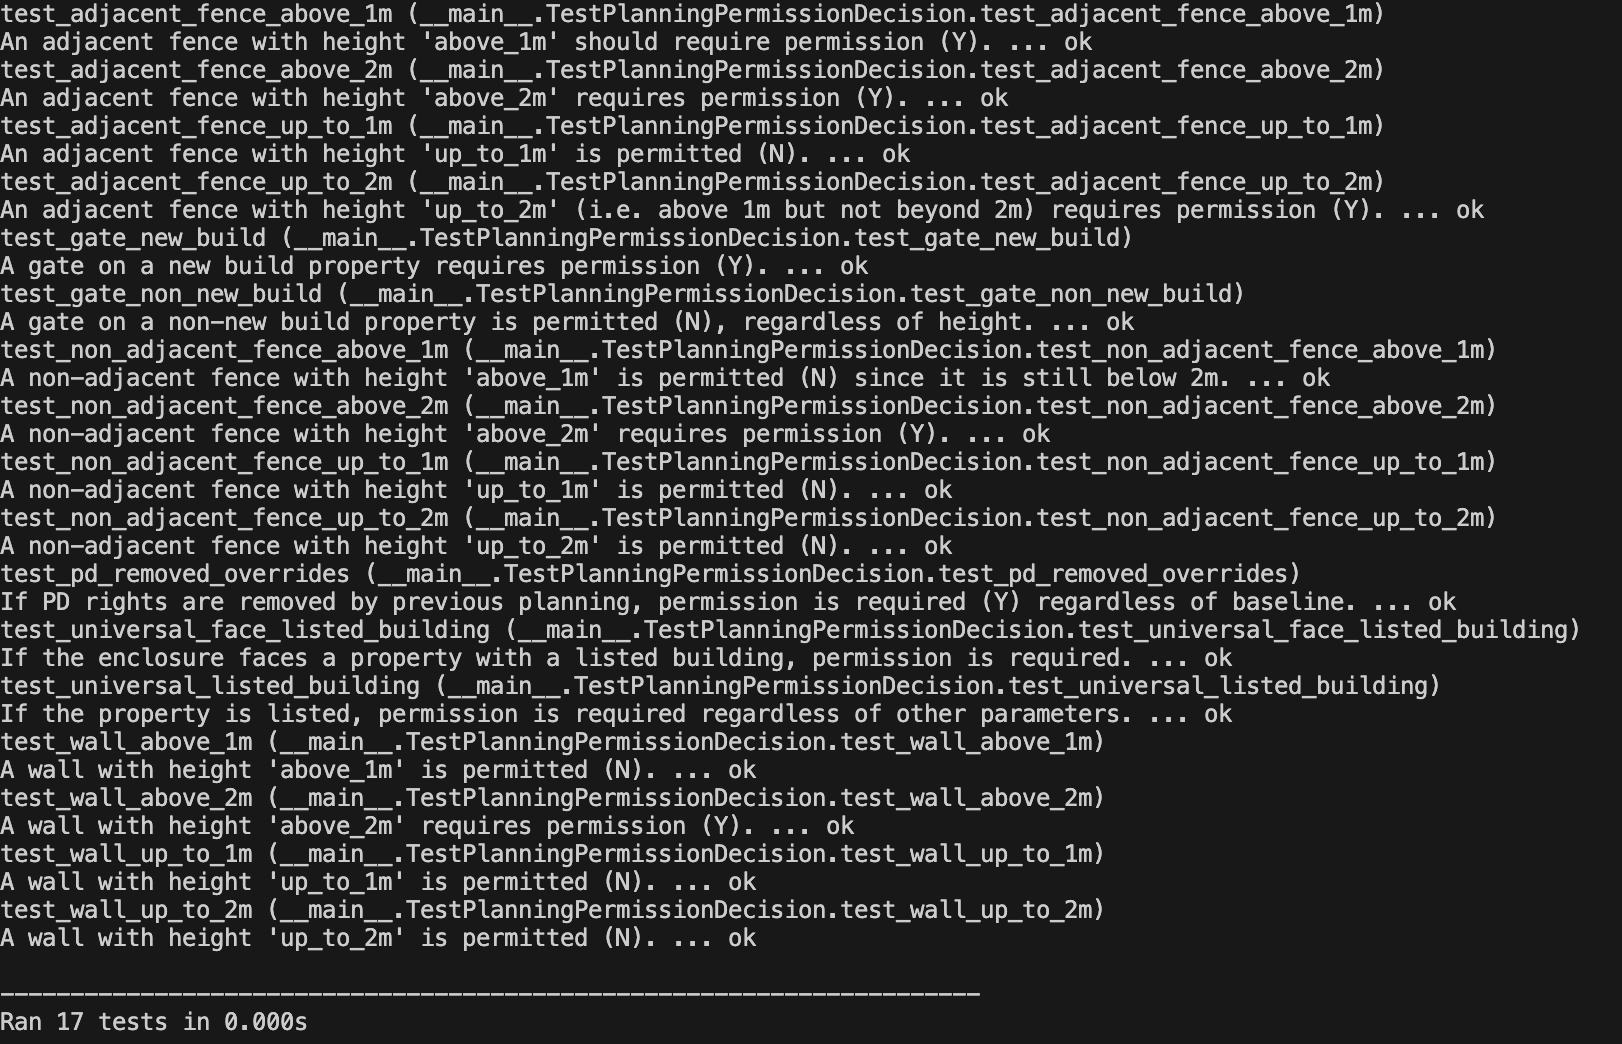 test_adjacent_fence_above_1m (__main__.TestPlanningPermissionDecision.test_adjacent_fence_above_1m)
An adjacent fence with height 'above_1m' should require permission (Y). ... ok
test_adjacent_fence_above_2m (__main__.TestPlanningPermissionDecision.test_adjacent_fence_above_2m)
An adjacent fence with height 'above_2m' requires permission (Y). ... ok
test_adjacent_fence_up_to_1m (__main__.TestPlanningPermissionDecision.test_adjacent_fence_up_to_1m)
An adjacent fence with height 'up_to_1m' is permitted (N). ... ok
test_adjacent_fence_up_to_2m (__main__.TestPlanningPermissionDecision.test_adjacent_fence_up_to_2m)
An adjacent fence with height 'up_to_2m' (i.e. above 1m but not beyond 2m) requires permission (Y). ... ok
test_gate_new_build (__main__.TestPlanningPermissionDecision.test_gate_new_build)
A gate on a new build property requires permission (Y). ... ok
test_gate_non_new_build (__main__.TestPlanningPermissionDecision.test_gate_non_new_build)
A gate on a non-new build property is permitted (N), regardless of height. ... ok
test_non_adjacent_fence_above_1m (__main__.TestPlanningPermissionDecision.test_non_adjacent_fence_above_1m)
A non-adjacent fence with height 'above_1m' is permitted (N) since it is still below 2m. ... ok
test_non_adjacent_fence_above_2m (__main__.TestPlanningPermissionDecision.test_non_adjacent_fence_above_2m)
A non-adjacent fence with height 'above_2m' requires permission (Y). ... ok
test_non_adjacent_fence_up_to_1m (__main__.TestPlanningPermissionDecision.test_non_adjacent_fence_up_to_1m)
A non-adjacent fence with height 'up_to_1m' is permitted (N). ... ok
test_non_adjacent_fence_up_to_2m (__main__.TestPlanningPermissionDecision.test_non_adjacent_fence_up_to_2m)
A non-adjacent fence with height 'up_to_2m' is permitted (N). ... ok
test_pd_removed_overrides (__main__.TestPlanningPermissionDecision.test_pd_removed_overrides)
If PD rights are removed by previous planning, permission is required (Y) regardless of baseline. ... ok
test_universal_face_listed_building (__main__.TestPlanningPermissionDecision.test_universal_face_listed_building)
If the enclosure faces a property with a listed building, permission is required. ... ok
test_universal_listed_building (__main__.TestPlanningPermissionDecision.test_universal_listed_building)
If the property is listed, permission is required regardless of other parameters. ... ok
test_wall_above_1m (__main__.TestPlanningPermissionDecision.test_wall_above_1m)
A wall with height 'above_1m' is permitted (N). ... ok
test_wall_above_2m (__main__.TestPlanningPermissionDecision.test_wall_above_2m)
A wall with height 'above_2m' requires permission (Y). ... ok
test_wall_up_to_1m (__main__.TestPlanningPermissionDecision.test_wall_up_to_1m)
A wall with height 'up_to_1m' is permitted (N). ... ok
test_wall_up_to_2m (__main__.TestPlanningPermissionDecision.test_wall_up_to_2m)
A wall with height 'up_to_2m' is permitted (N). ... ok
----------------------------------------------------------------------
Ran 17 tests in 0.000s